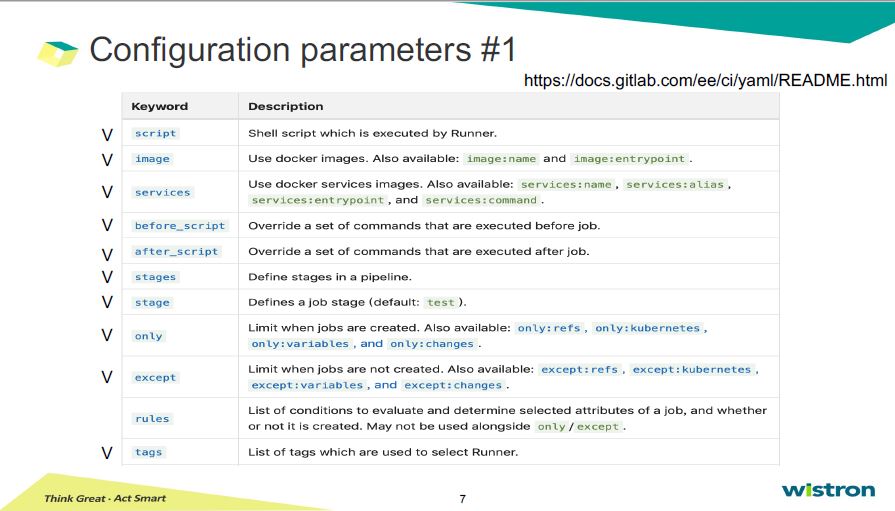 Configuration parameters #1
https://docs.gitlab.com/ee/ci/yaml/README.html
Keyword Description
V script Shell script which is executed by Runner.
V image Use docker images. Also available: image:name and image:entrypoint .
V services Use docker services images. Also available: services:name , services:alias ,
services:entrypoint , and services:command .
V before_script Override a set of commands that are executed before job.
V after_script Override a set of commands that are executed after job.
V stages Define stages in a pipeline.
V stage Defines a job stage (default: test ).
V only Limit when jobs are created. Also available: only:refs , only:kubernetes ,
only:variables , and only:changes .
V except Limit when jobs are not created. Also available: except:refs , except:kubernetes ,
except:variables , and except:changes .
rules List of conditions to evaluate and determine selected attributes of a job, and whether
or not it is created. May not be used alongside only / except .
V tags List of tags which are used to select Runner.
Think Great · Act Smart
7
wistron